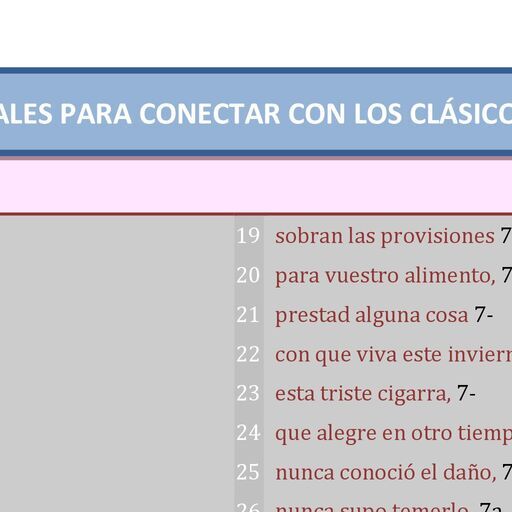 ALES PARA CONECTAR CON LOS CLÁSICO
19 sobran las provisiones 7
20 para vuestro alimento, 7
21 prestad alguna cosa 7-
22 con que viva este invier
23 esta triste cigarra, 7-
24 que alegre en otro tiemp
25 nunca conoció el daño, 7
26 nunca supo temerlo. 7a